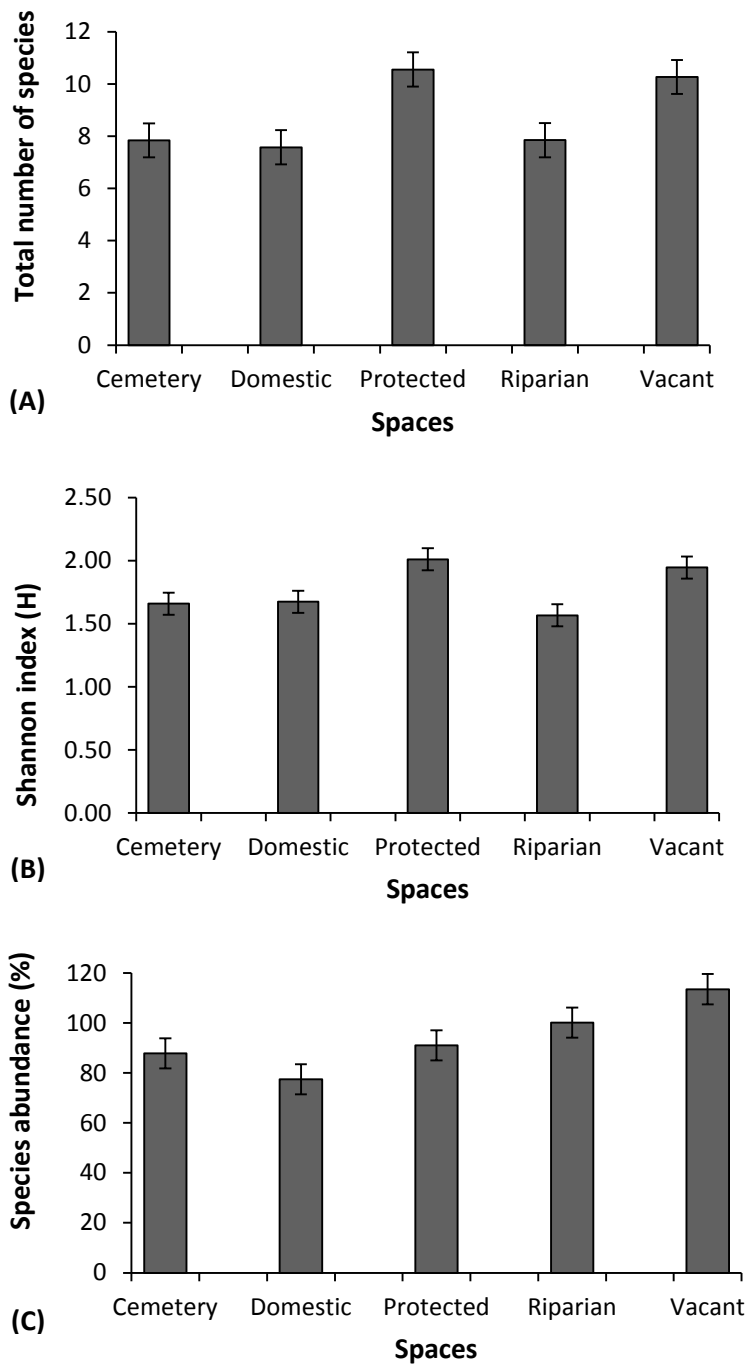 Total number of species
12
10
8
6
4
2
0
Cemetery Domestic Protected Riparian Vacant
(A)
Spaces
Shannon index (H)
2.50
2.00
1.50
1.00
0.50
0.00
Cemetery Domestic Protected Riparian Vacant
(B)
Spaces
Species abundance (%)
120
100
80
60
40
20
0
Cemetery Domestic Protected Riparian Vacant
(C)
Spaces